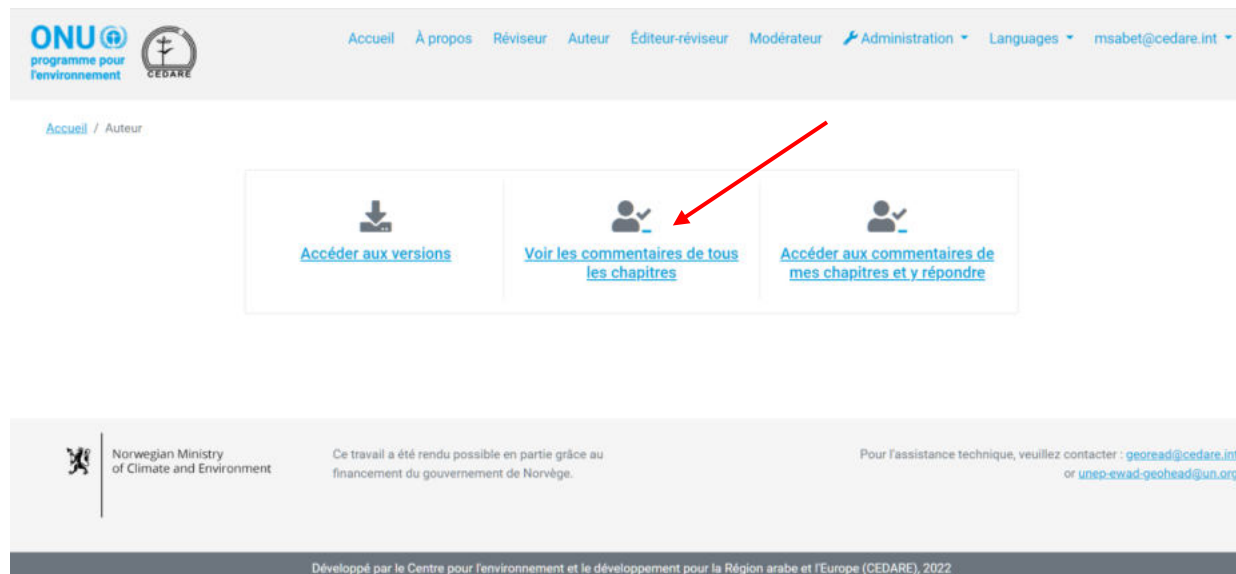 ONU
programme pour
l'environnement
CEDARE
Accueil À propos Réviseur Auteur Éditeur-réviseur Modérateur Administration Languages msabet@cedare.int
Accueil / Auteur
Accéder aux versions
Voir les commentaires de tous
les chapitres
Accéder aux commentaires de
mes chapitres et y répondre
Norwegian Ministry
of Climate and Environment
Ce travail a été rendu possible en partie grâce au
financement du gouvernement de Norvège.
Pour l'assistance technique, veuillez contacter : georead@cedare.int
or unep-ewad-geohead@un.org
Développé par le Centre pour l'environnement et le développement pour la Région arabe et l'Europe (CEDARE), 2022